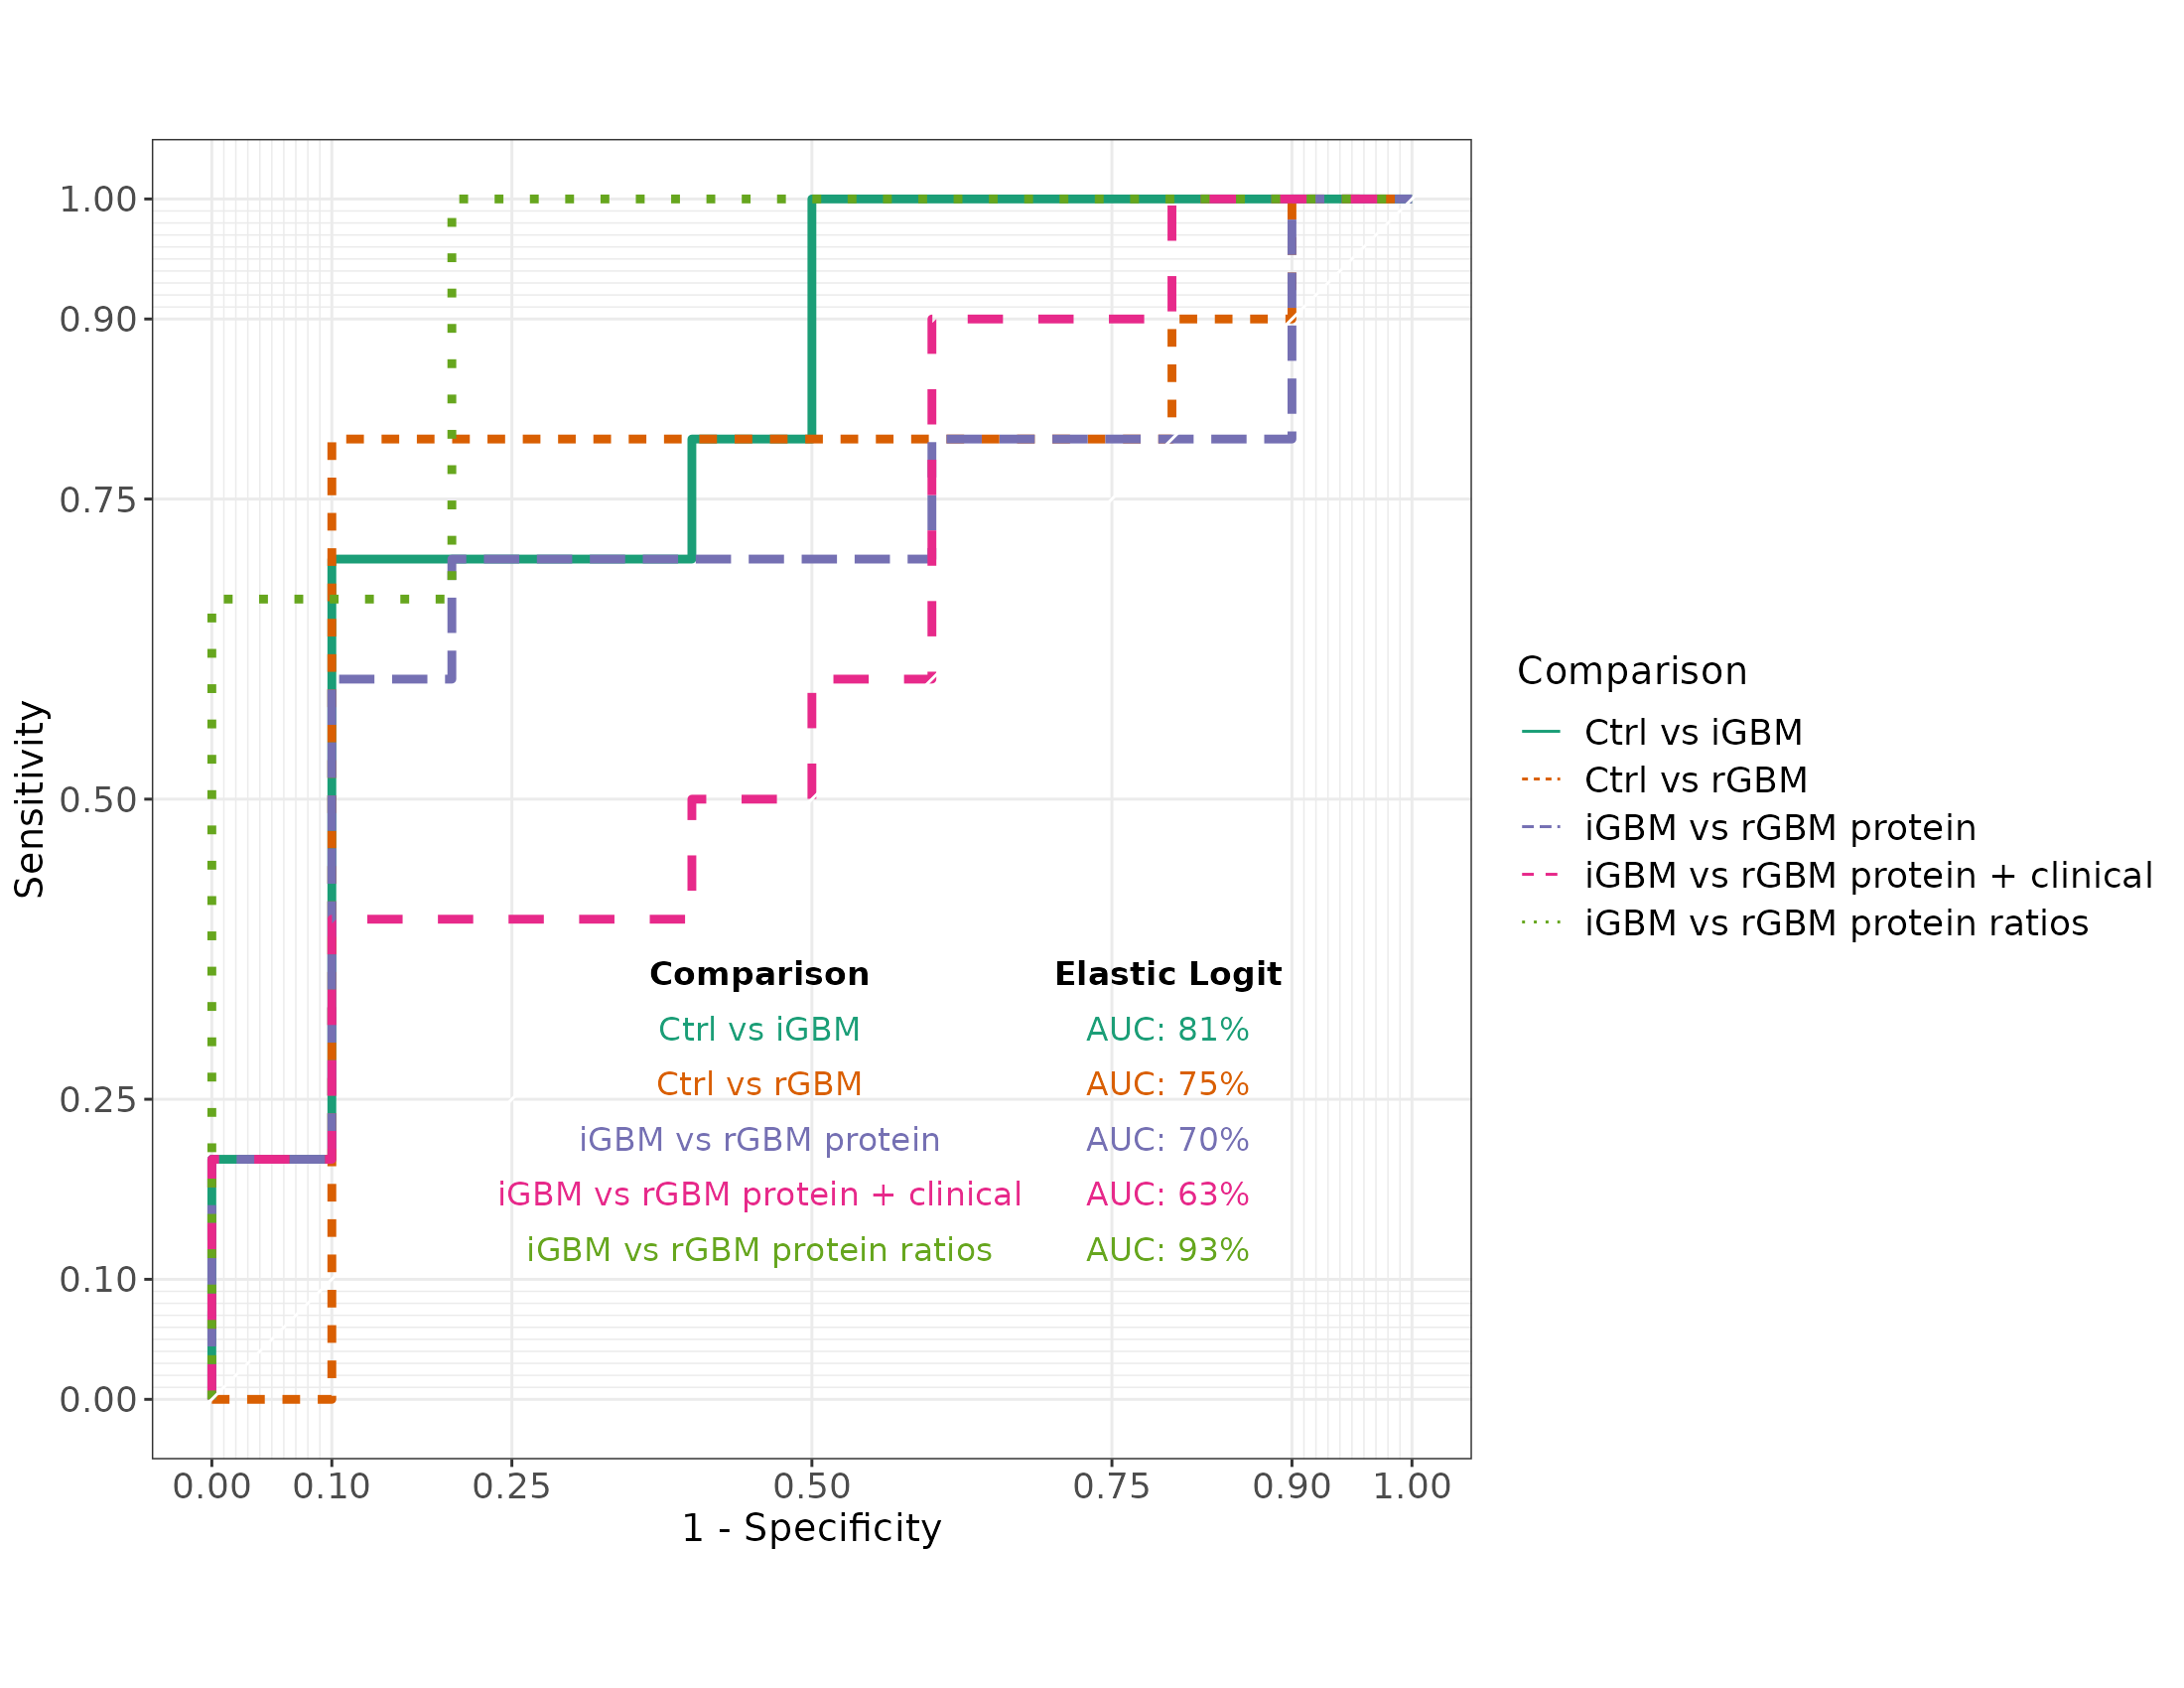 1.00
0.90
0.75
0.50
0.25
0.10
0.00
Sensitivity
0.00 0.10 0.25 0.50 0.75 0.90 1.00
1 - Specificity
Comparison Elastic Logit
Ctrl vs iGBM AUC: 81%
Ctrl vs rGBM AUC: 75%
iGBM vs rGBM protein AUC: 70%
iGBM vs rGBM protein + clinical AUC: 63%
iGBM vs rGBM protein ratios AUC: 93%
Comparison
Ctrl vs iGBM
Ctrl vs rGBM
iGBM vs rGBM protein
iGBM vs rGBM protein + clinical
iGBM vs rGBM protein ratios